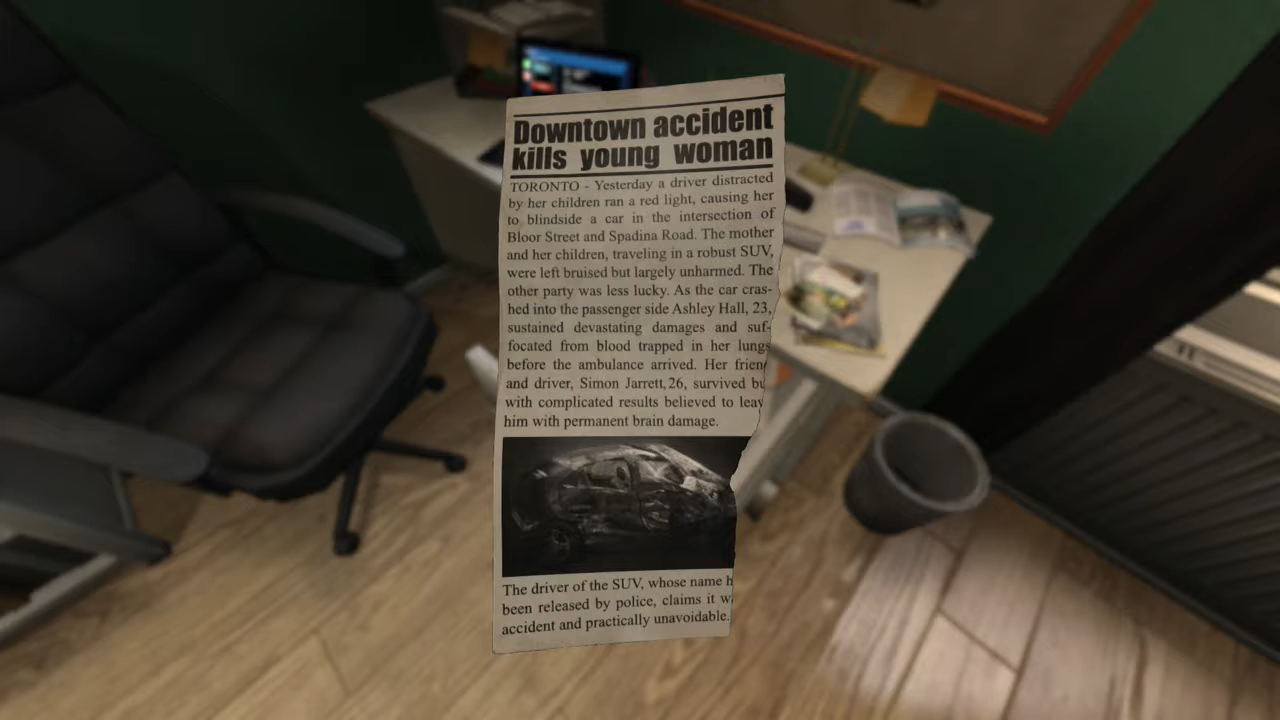 Downtown accident
kills young woman
TORONTO - Yesterday a driver distracted
by her children ran a red light, causing her
to blindside a car in the intersection of
Bloor Street and Spadina Road. The mother
and her children, traveling in a robust SUV,
were left bruised but largely unharmed. The
other party was less lucky. As the car cras-
hed into the passenger side Ashley Hall, 23,
sustained devastating damages and suf-
focated from blood trapped in her lungs
before the ambulance arrived. Her frien
and driver, Simon Jarrett, 26, survived bu
with complicated results believed to leav
him with permanent brain damage.
The driver of the SUV, whose name h
been released by police, claims it w
accident and practically unavoidable.